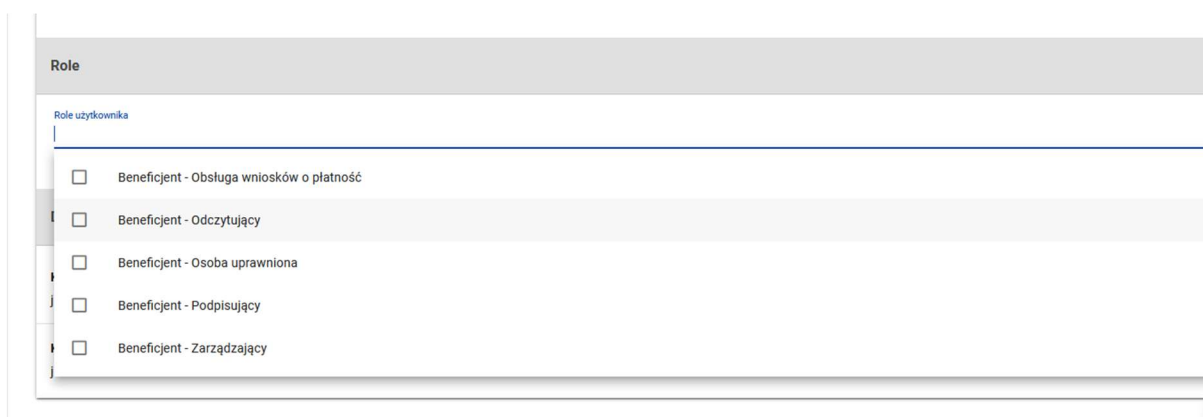 Role
Role użytkownika
Beneficjent - Obsługa wniosków o płatność
Beneficjent - Odczytujący
Beneficjent - Osoba uprawniona
Beneficjent - Podpisujący
Beneficjent - Zarządzający